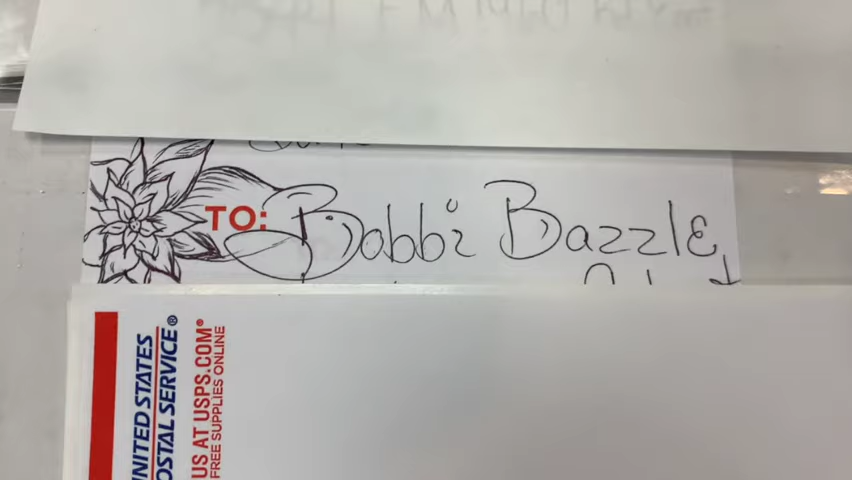 TO: Bobbi Bazzle
UNITED STATES
POSTAL SERVICE®
US AT USPS.COM®
FREE SUPPLIES ONLINE